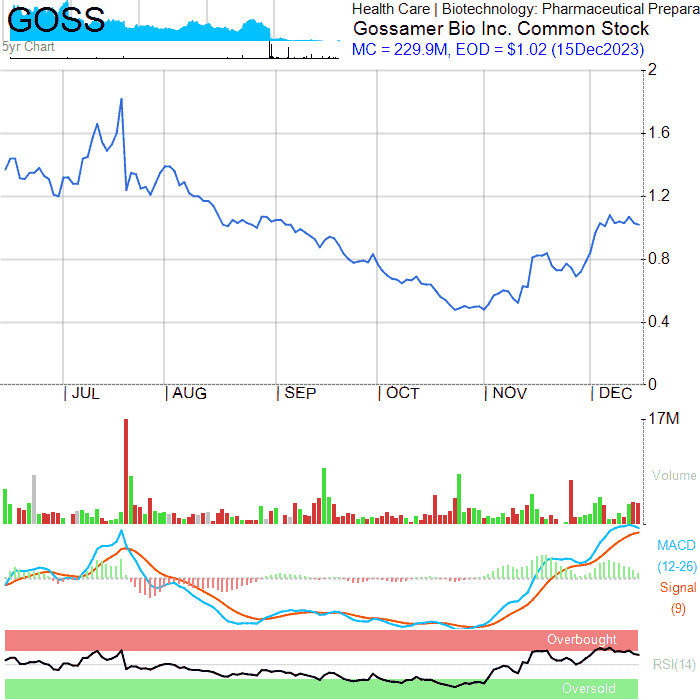 GOSS
5yr Chart
Health Care | Biotechnology: Pharmaceutical Prepara
Gossamer Bio Inc. Common Stock
MC = 229.9M, EOD = $1.02 (15Dec2023)
2
1.6
1.2
0.8
0.4
0
JUL AUG SEP OCT NOV DEC
17M
Volume
MACD
(12-26)
Signal
(9)
Overbought
RSI(14)
Oversold